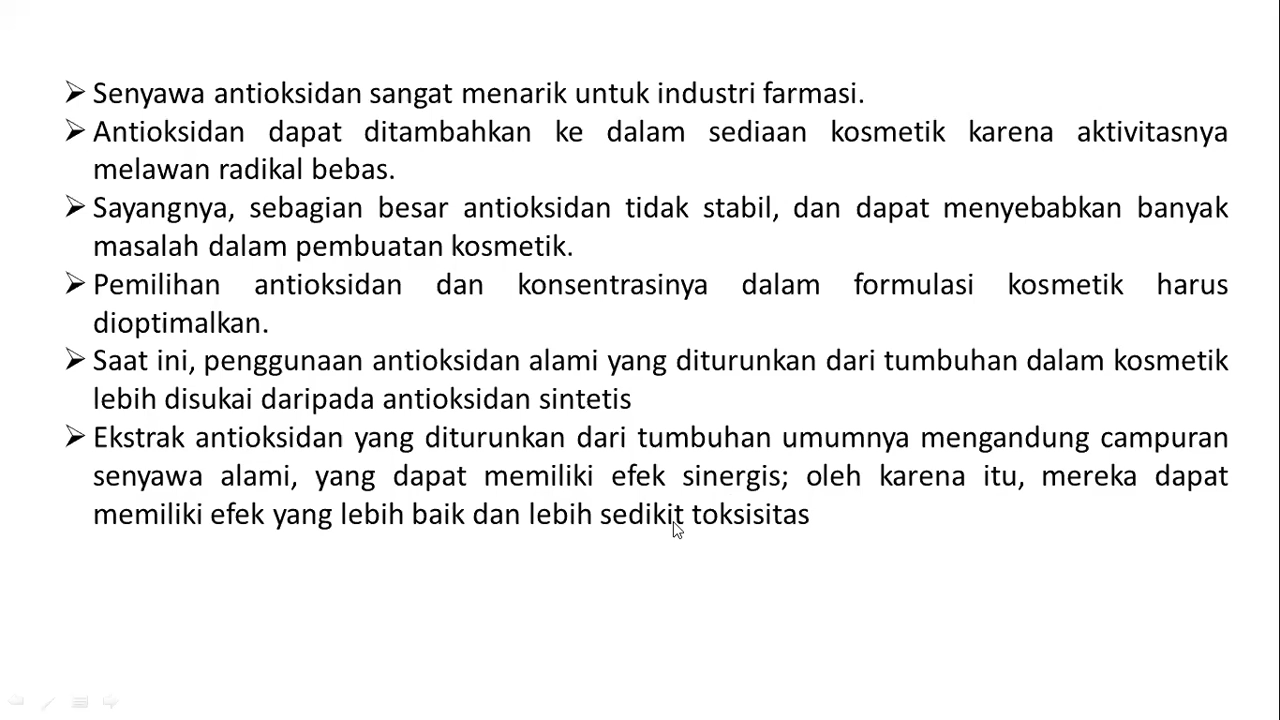 ➢ Senyawa antioksidan sangat menarik untuk industri farmasi.
➢ Antioksidan dapat ditambahkan ke dalam sediaan kosmetik karena aktivitasnya
melawan radikal bebas.
➢ Sayangnya, sebagian besar antioksidan tidak stabil, dan dapat menyebabkan banyak
masalah dalam pembuatan kosmetik.
➢ Pemilihan antioksidan dan konsentrasinya dalam formulasi kosmetik harus
dioptimalkan.
➢ Saat ini, penggunaan antioksidan alami yang diturunkan dari tumbuhan dalam kosmetik
lebih disukai daripada antioksidan sintetis
➢ Ekstrak antioksidan yang diturunkan dari tumbuhan umumnya mengandung campuran
senyawa alami, yang dapat memiliki efek sinergis; oleh karena itu, mereka dapat
memiliki efek yang lebih baik dan lebih sedikit toksisitas